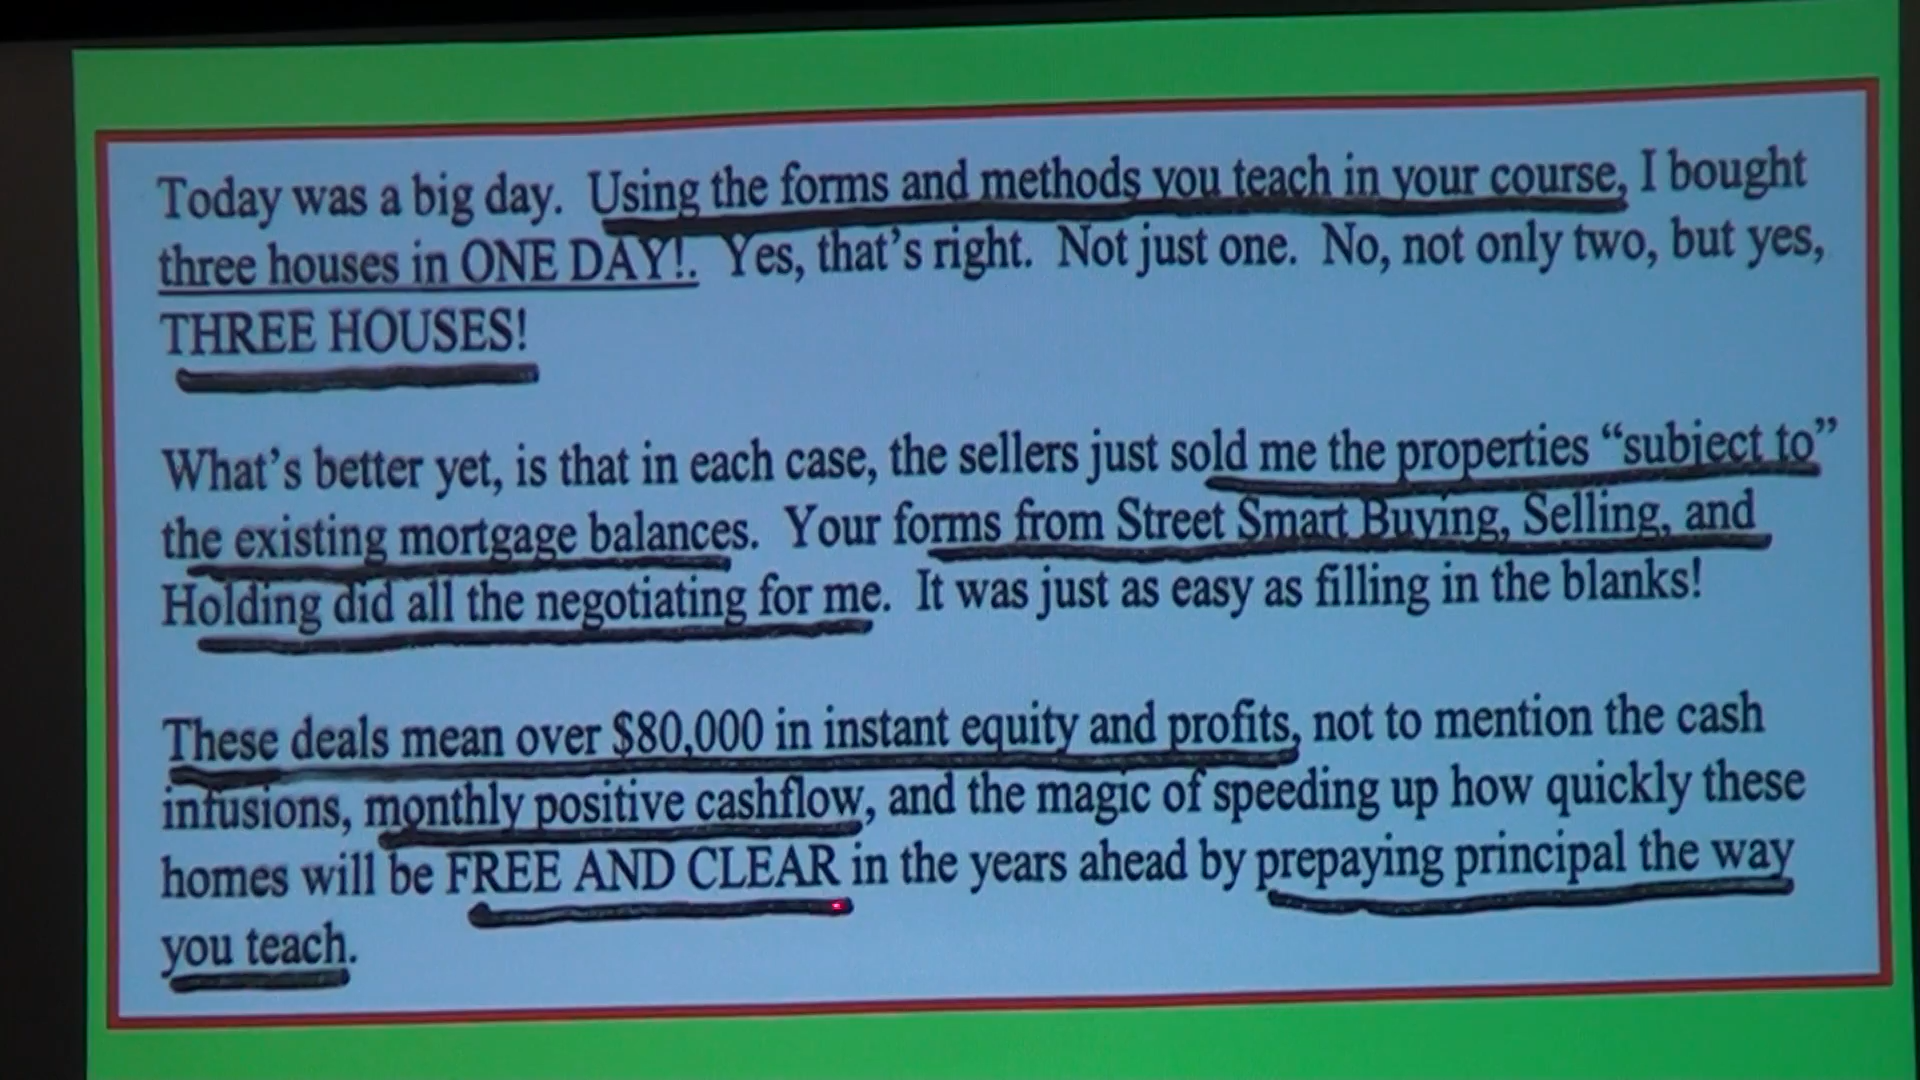 Today was a big day. Using the forms and methods you teach in your course, I bought
three houses in ONE DAY!. Yes, that's right. Not just one. No, not only two, but yes,
THREE HOUSES!
What's better yet, is that in each case, the sellers just sold me the properties “subject to”
the existing mortgage balances. Your forms from Street Smart Buying, Selling, and
Holding did all the negotiating for me. It was just as easy as filling in the blanks!
These deals mean over $80,000 in instant equity and profits, not to mention the cash
infusions, monthly positive cashflow, and the magic of speeding up how quickly these
homes will be FREE AND CLEAR in the years ahead by prepaying principal the way
you teach.